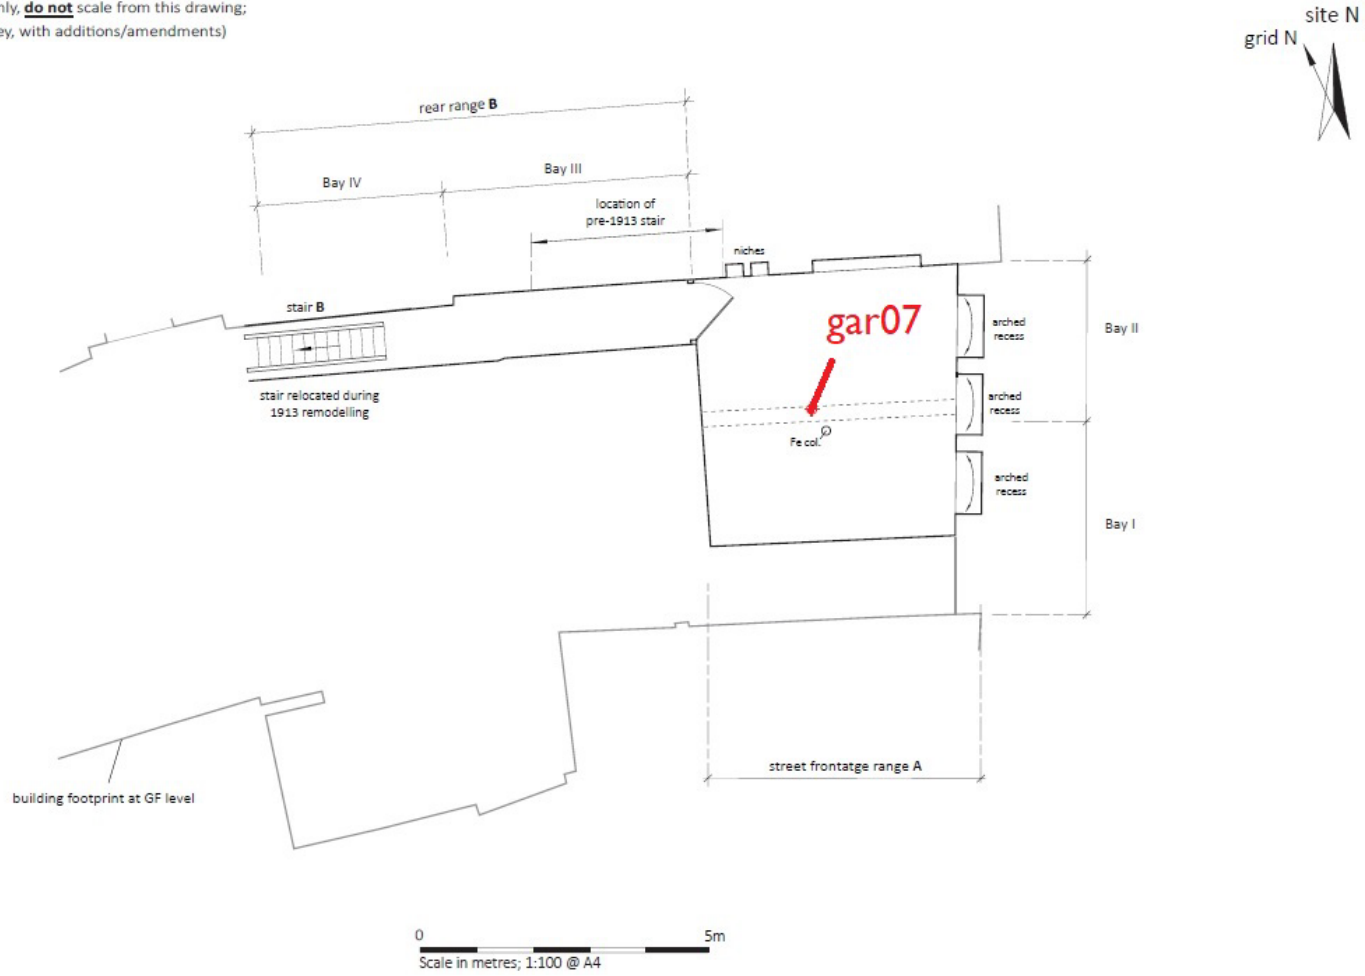 nly, do not scale from this drawing;
ey, with additions/amendments)
site N
grid N
rear range B
Bay IV
Bay III
location of
pre-1913 stair
niches
stair B
gar07
arched
recess
Bay II
stair relocated during
1913 remodelling
arched
recess
Fe col.
arched
recess
Bay I
street frontatge range A
building footprint at GF level
0
5m
Scale in metres; 1:100 @ A4